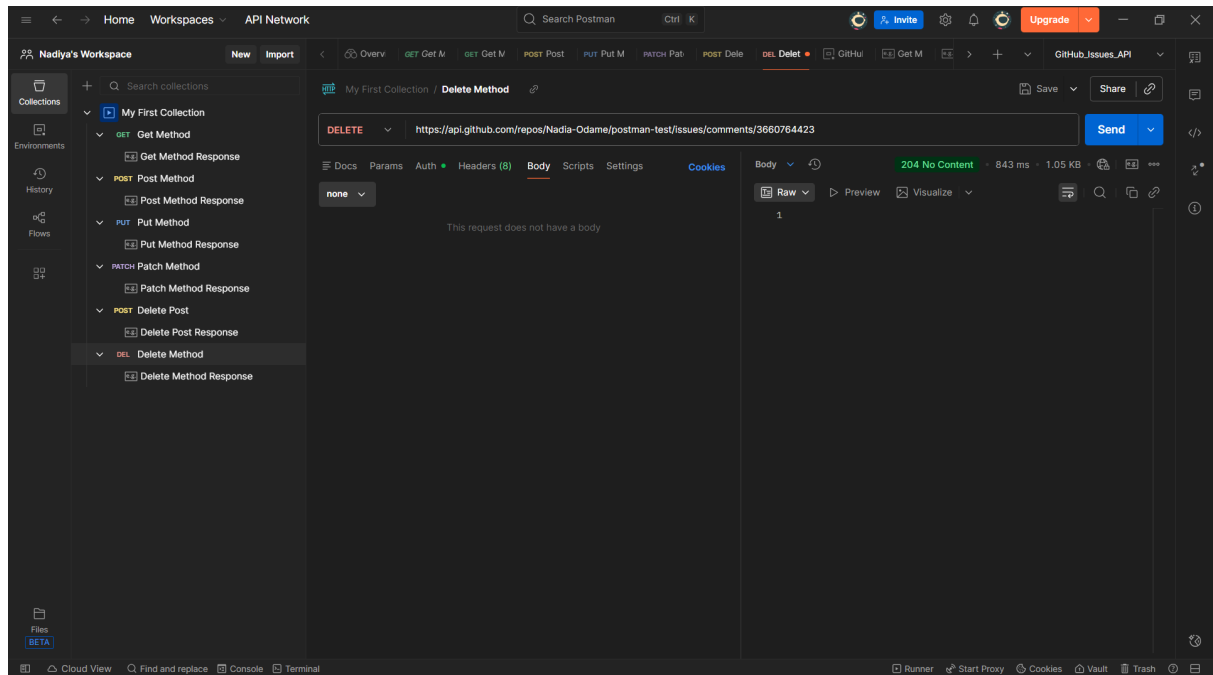 Home Workspaces API Network Search Postman Ctrl K Invite Upgrade
Nadiya's Workspace New Import
Overv GET Get M GET Get M POST Post PUT Put M PATCH Pat POST Dele DEL Delet GitHu Get M GitHub_Issues_API
Collections
Environments
History
Flows
Files
BETA
Search collections
My First Collection
GET Get Method
Get Method Response
POST Post Method
Post Method Response
PUT Put Method
Put Method Response
PATCH Patch Method
Patch Method Response
POST Delete Post
Delete Post Response
DEL Delete Method
Delete Method Response
HTTP My First Collection / Delete Method Save Share
DELETE https://api.github.com/repos/Nadia-Odame/postman-test/issues/comments/3660764423 Send
Docs Params Auth Headers (8) Body Scripts Settings Cookies
none
This request does not have a body
Body 204 No Content 843 ms 1.05 KB
Raw Preview Visualize
1
Cloud View Find and replace Console Terminal Runner Start Proxy Cookies Vault Trash